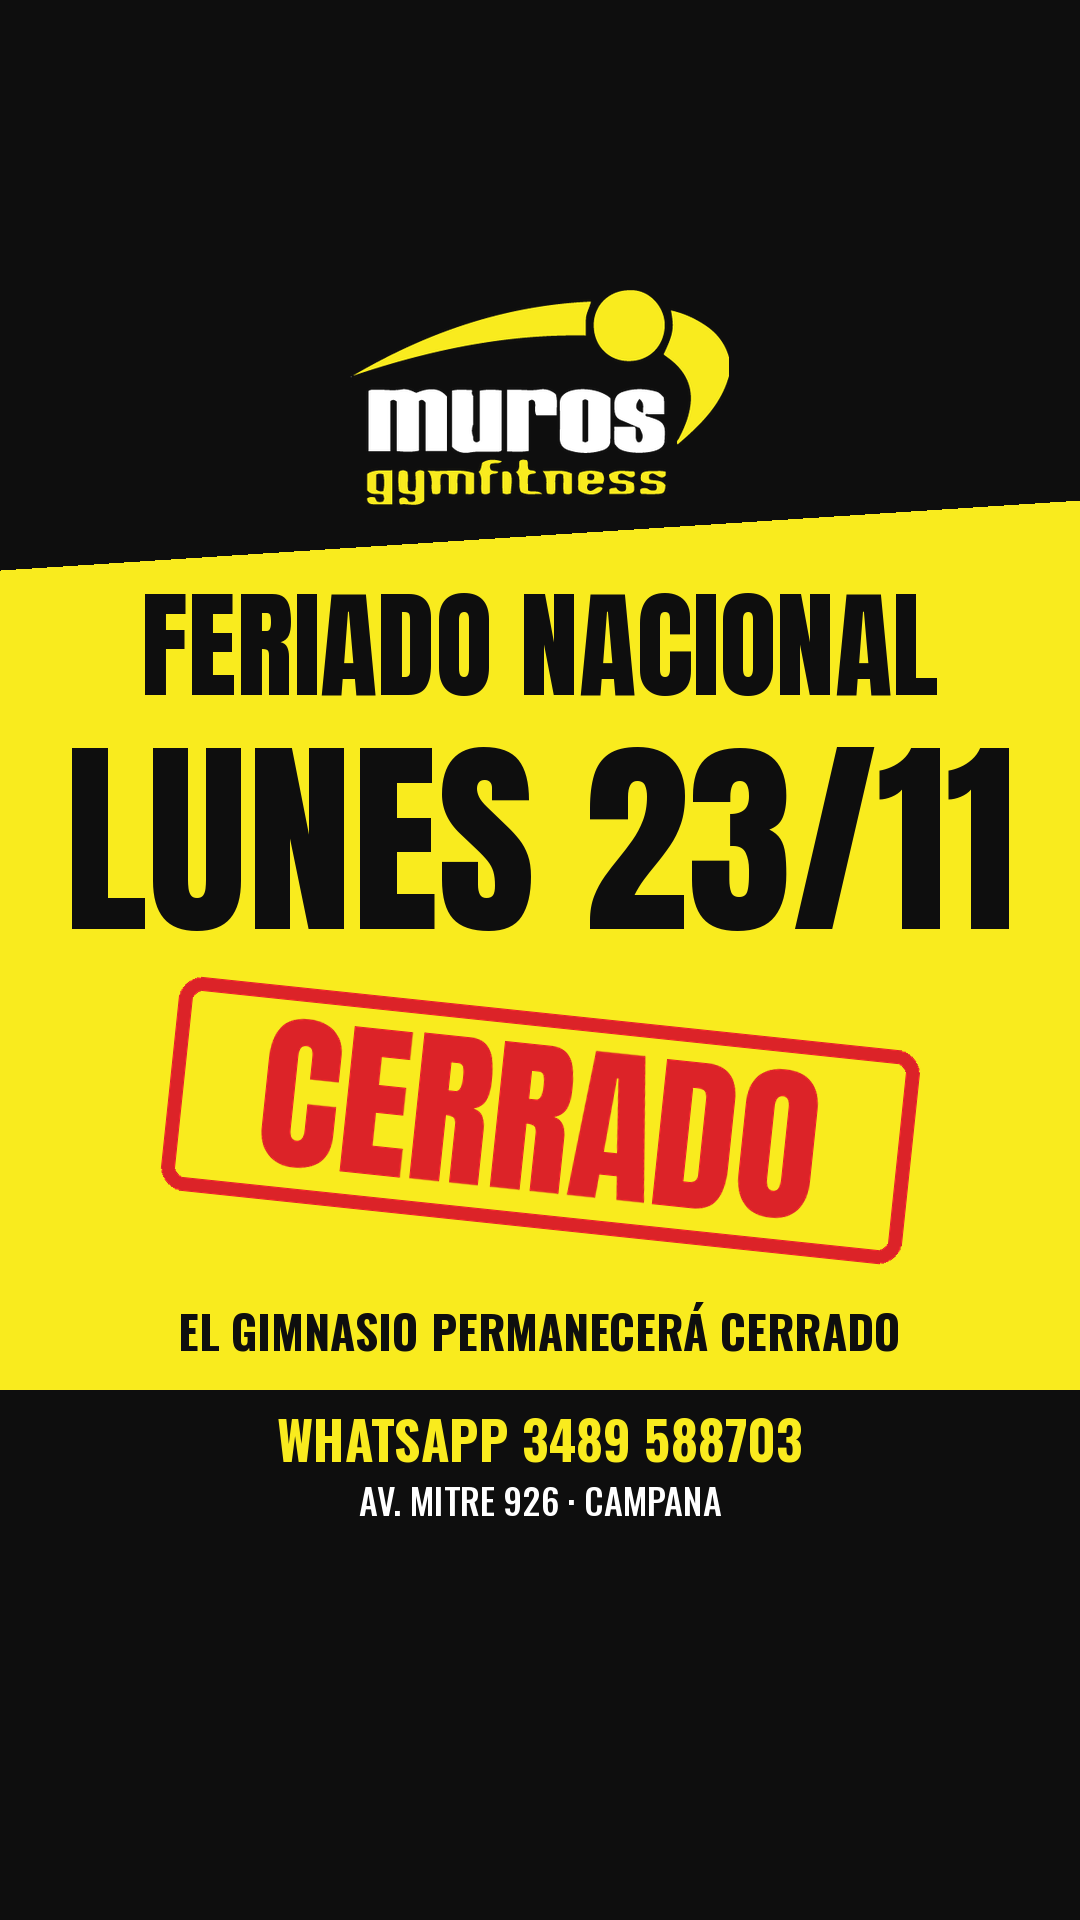 muros
gymfitness
FERIADO NACIONAL
LUNES 23/11
CERRADO
EL GIMNASIO PERMANECERÁ CERRADO
WHATSAPP 3489 588703
AV. MITRE 926 · CAMPANA